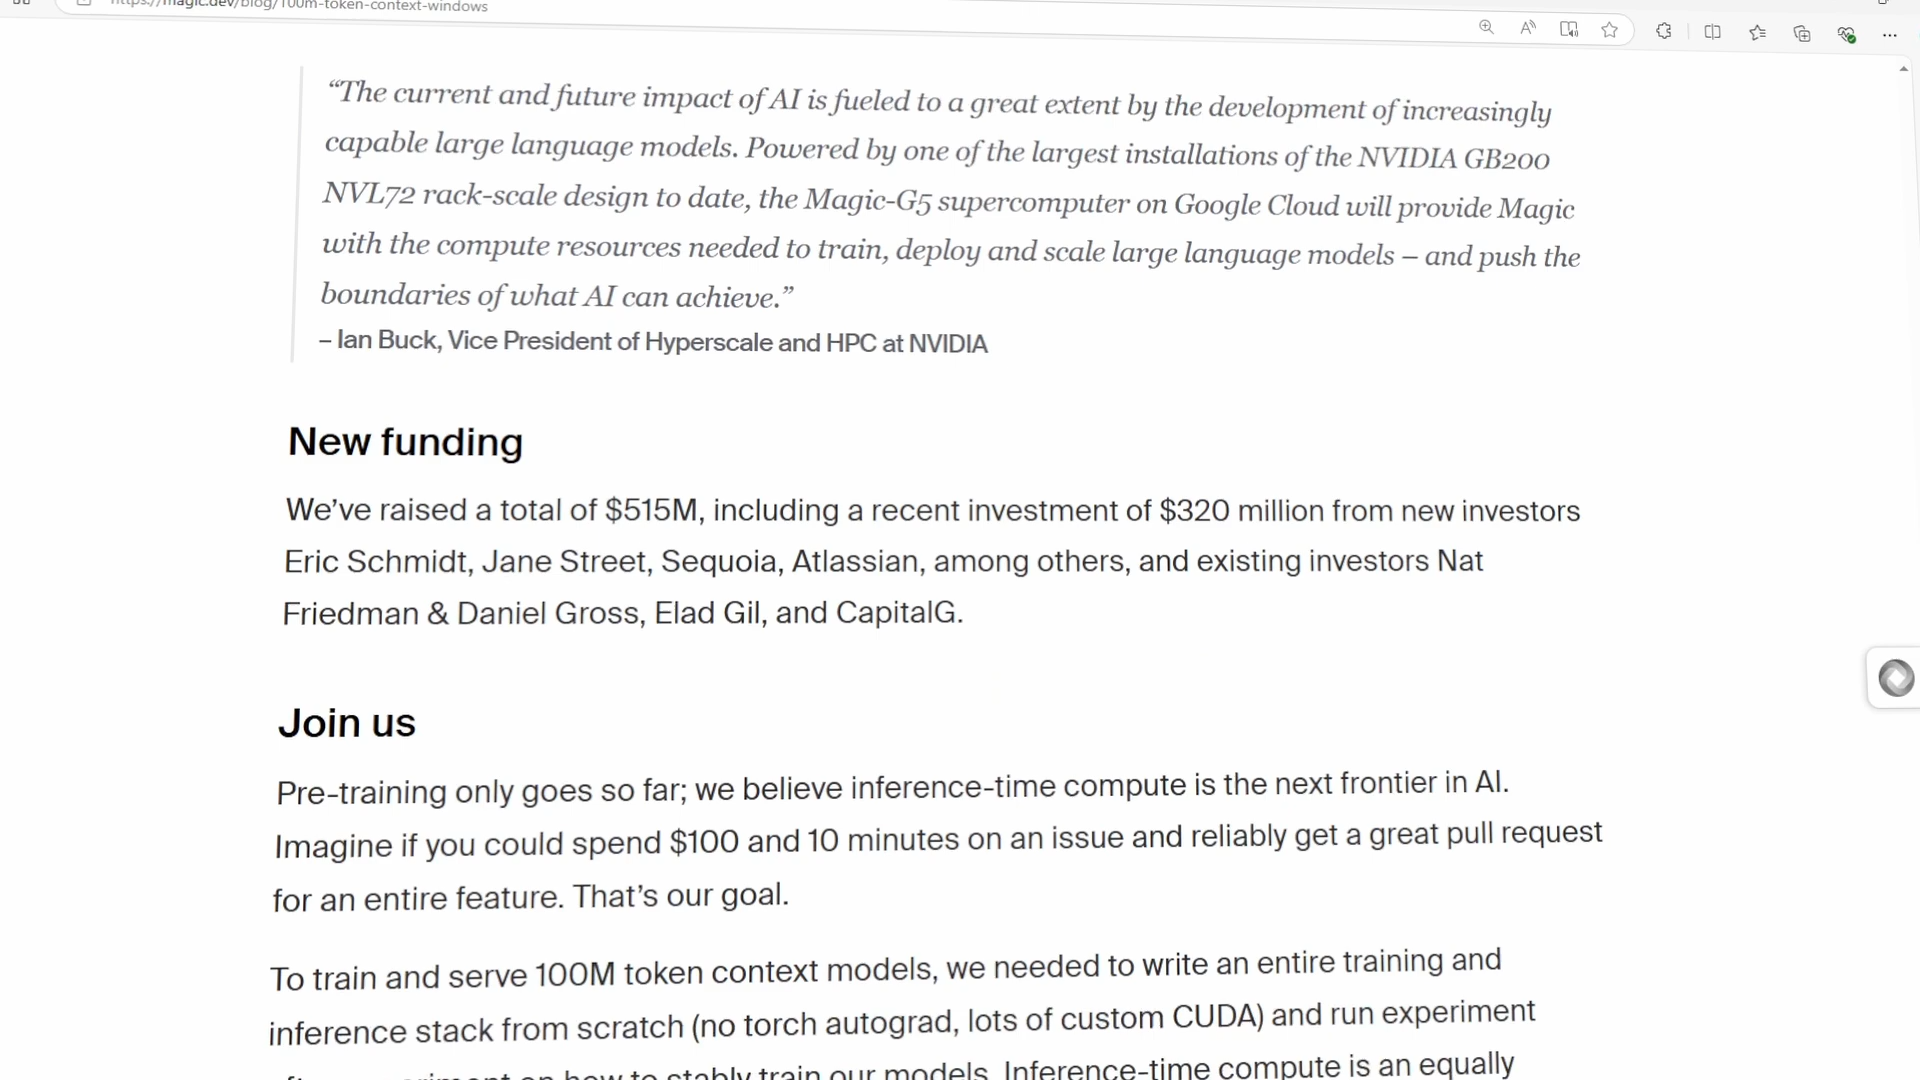 https://magic.dev/blog/100m-token-context-windows
“The current and future impact of AI is fueled to a great extent by the development of increasingly
capable large language models. Powered by one of the largest installations of the NVIDIA GB200
NVL72 rack-scale design to date, the Magic-G5 supercomputer on Google Cloud will provide Magic
with the compute resources needed to train, deploy and scale large language models – and push the
boundaries of what AI can achieve.”
– Ian Buck, Vice President of Hyperscale and HPC at NVIDIA
New funding
We’ve raised a total of $515M, including a recent investment of $320 million from new investors
Eric Schmidt, Jane Street, Sequoia, Atlassian, among others, and existing investors Nat
Friedman & Daniel Gross, Elad Gil, and CapitalG.
Join us
Pre-training only goes so far; we believe inference-time compute is the next frontier in AI.
Imagine if you could spend $100 and 10 minutes on an issue and reliably get a great pull request
for an entire feature. That’s our goal.
To train and serve 100M token context models, we needed to write an entire training and
inference stack from scratch (no torch autograd, lots of custom CUDA) and run experiment
on how to stably train our models. Inference-time compute is an equally